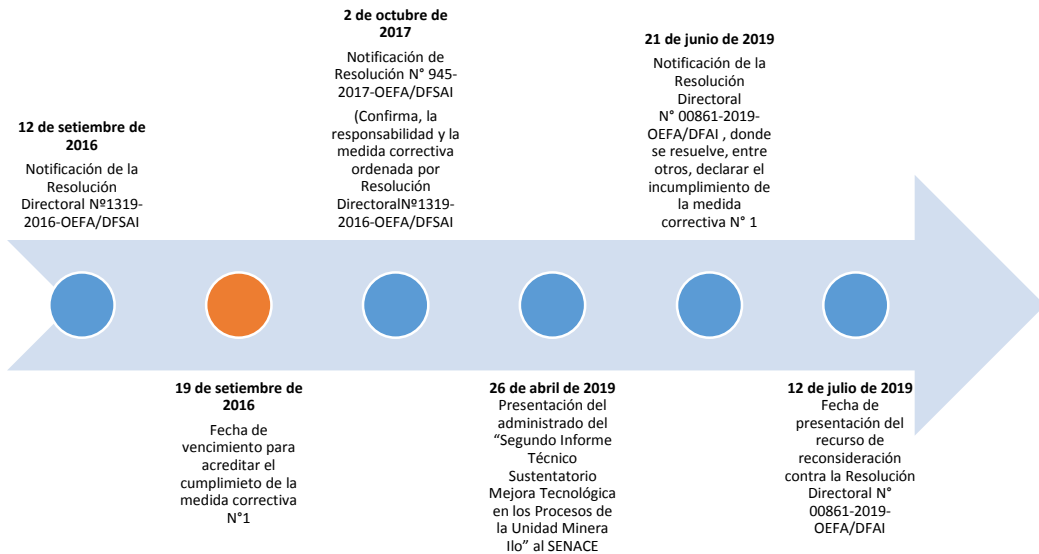 12 de setiembre de
2016
Notificación de la
Resolución
Directoral Nº1319-
2016-OEFA/DFSAI
19 de setiembre de
2016
Fecha de
vencimiento para
acreditar el
cumplimieto de la
medida correctiva
N°1
2 de octubre de
2017
Notificación de
Resolución N° 945-
2017-OEFA/DFSAI
(Confirma, la
responsabilidad y la
medida correctiva
ordenada por
Resolución
DirectoralNº1319-
2016-OEFA/DFSAI
26 de abril de 2019
Presentación del
administrado del
“Segundo Informe
Técnico
Sustentatorio
Mejora Tecnológica
en los Procesos de
la Unidad Minera
Ilo” al SENACE
21 de junio de 2019
Notificación de la
Resolución
Directoral
N° 00861-2019-
OEFA/DFAI , donde
se resuelve, entre
otros, declarar el
incumplimiento de
la medida
correctiva N° 1
12 de julio de 2019
Fecha de
presentación del
recurso de
reconsideración
contra la Resolución
Directoral N°
00861-2019-
OEFA/DFAI